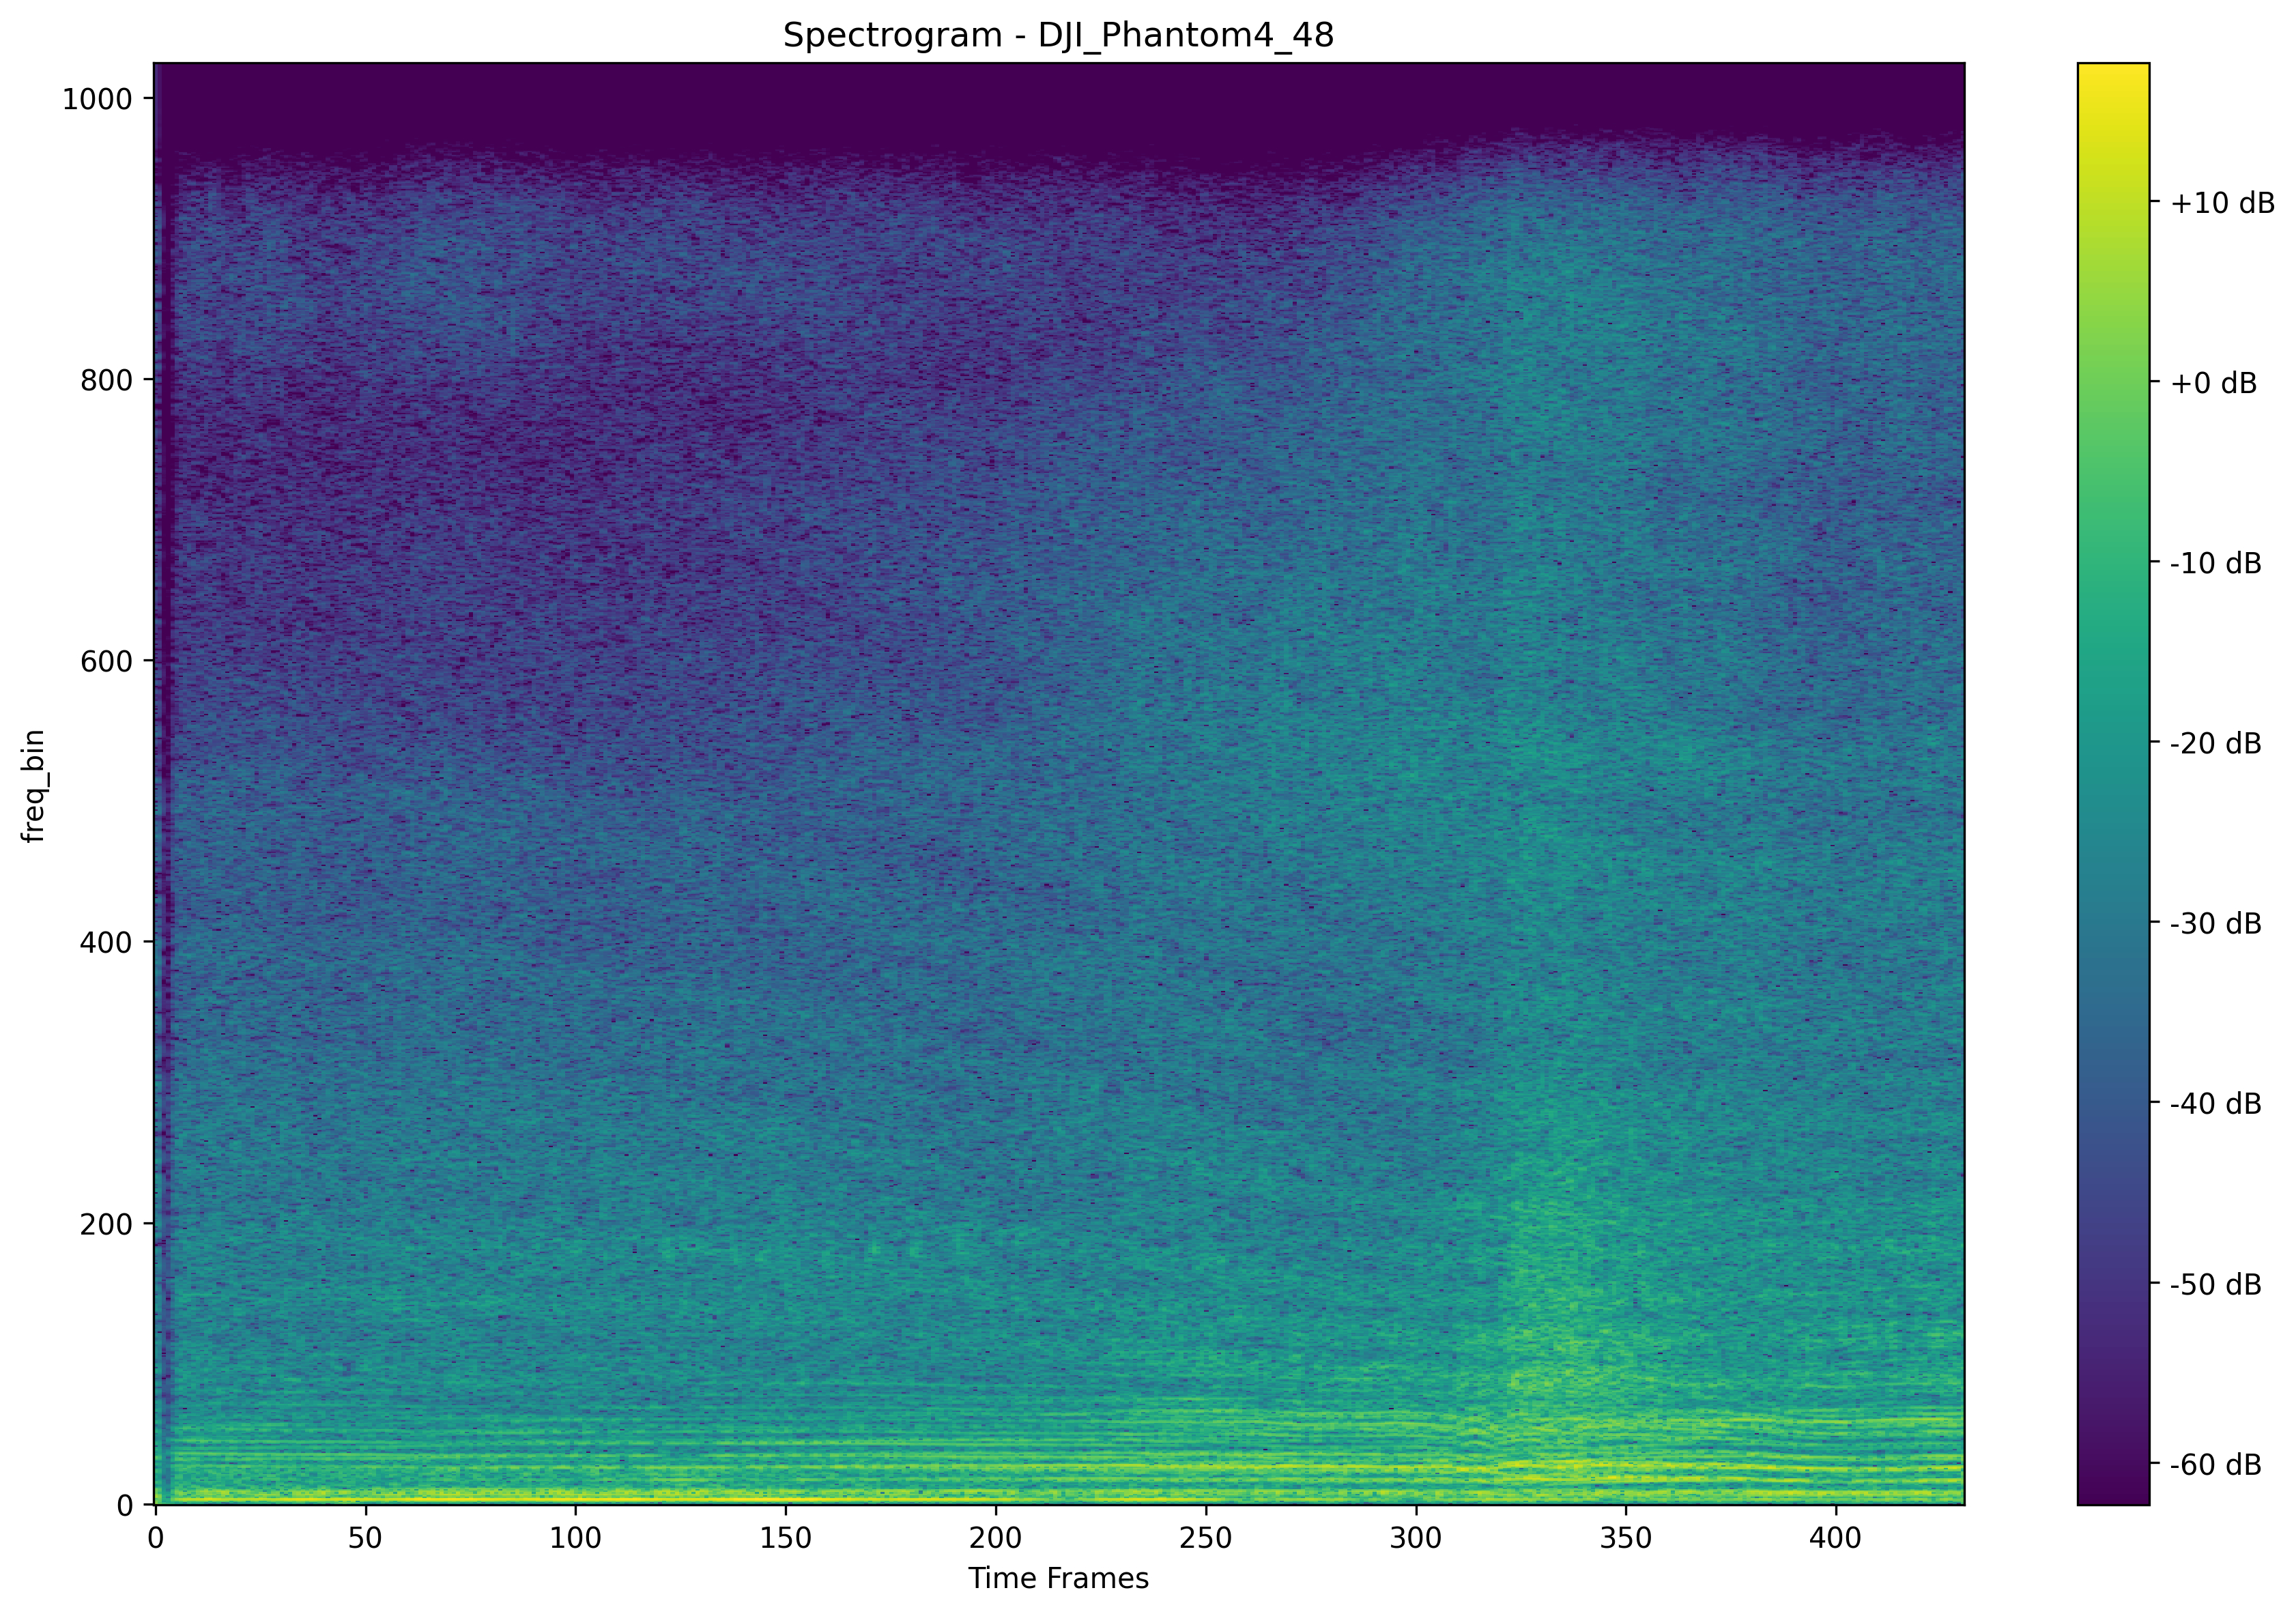 Spectrogram - DJI_Phantom4_48
1000
800
600
400
200
0
freq_bin
0 50 100 150 200 250 300 350 400
Time Frames
+10 dB
+0 dB
-10 dB
-20 dB
-30 dB
-40 dB
-50 dB
-60 dB